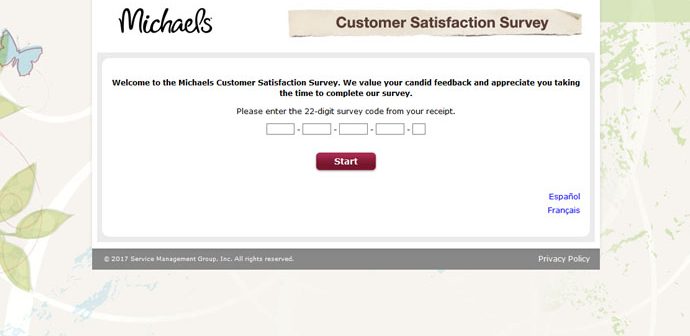 Michaels
Customer Satisfaction Survey
Welcome to the Michaels Customer Satisfaction Survey. We value your candid feedback and appreciate you taking
the time to complete our survey.
Please enter the 22-digit survey code from your receipt.
- - - -
Start
Español
Français
© 2017 Service Management Group, Inc. All rights reserved.
Privacy Policy